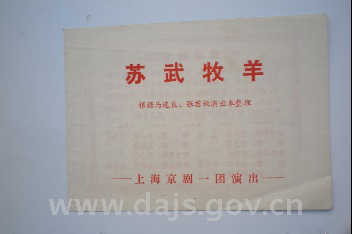 苏武牧羊
根据马连良、张君秋演出本整理
上海京剧一团演出
www.dajs.gov.cn